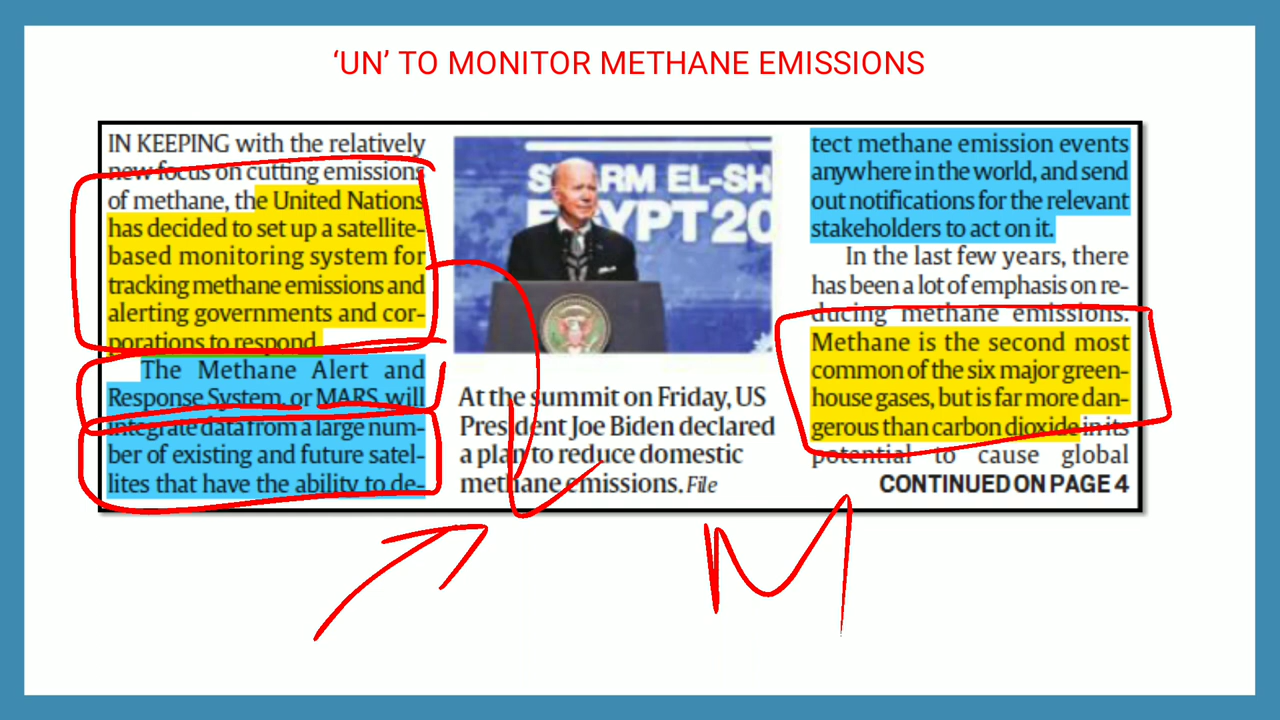 ‘UN’ TO MONITOR METHANE EMISSIONS
IN KEEPING with the relatively
new focus on cutting emissions
of methane, the United Nations
has decided to set up a satellite-
based monitoring system for
tracking methane emissions and
alerting governments and cor-
porations to respond.
The Methane Alert and
Response System, or MARS, will
integrate data from a large num-
ber of existing and future satel-
lites that have the ability to de-
SH RM EL-SH
EGYPT 20
At the summit on Friday, US
President Joe Biden declared
a plan to reduce domestic
methane emissions. File
tect methane emission events
anywhere in the world, and send
out notifications for the relevant
stakeholders to act on it.
In the last few years, there
has been a lot of emphasis on re-
ducing methane emissions.
Methane is the second most
common of the six major green-
house gases, but is far more dan-
gerous than carbon dioxide in its
potential to cause global
CONTINUED ON PAGE 4
M